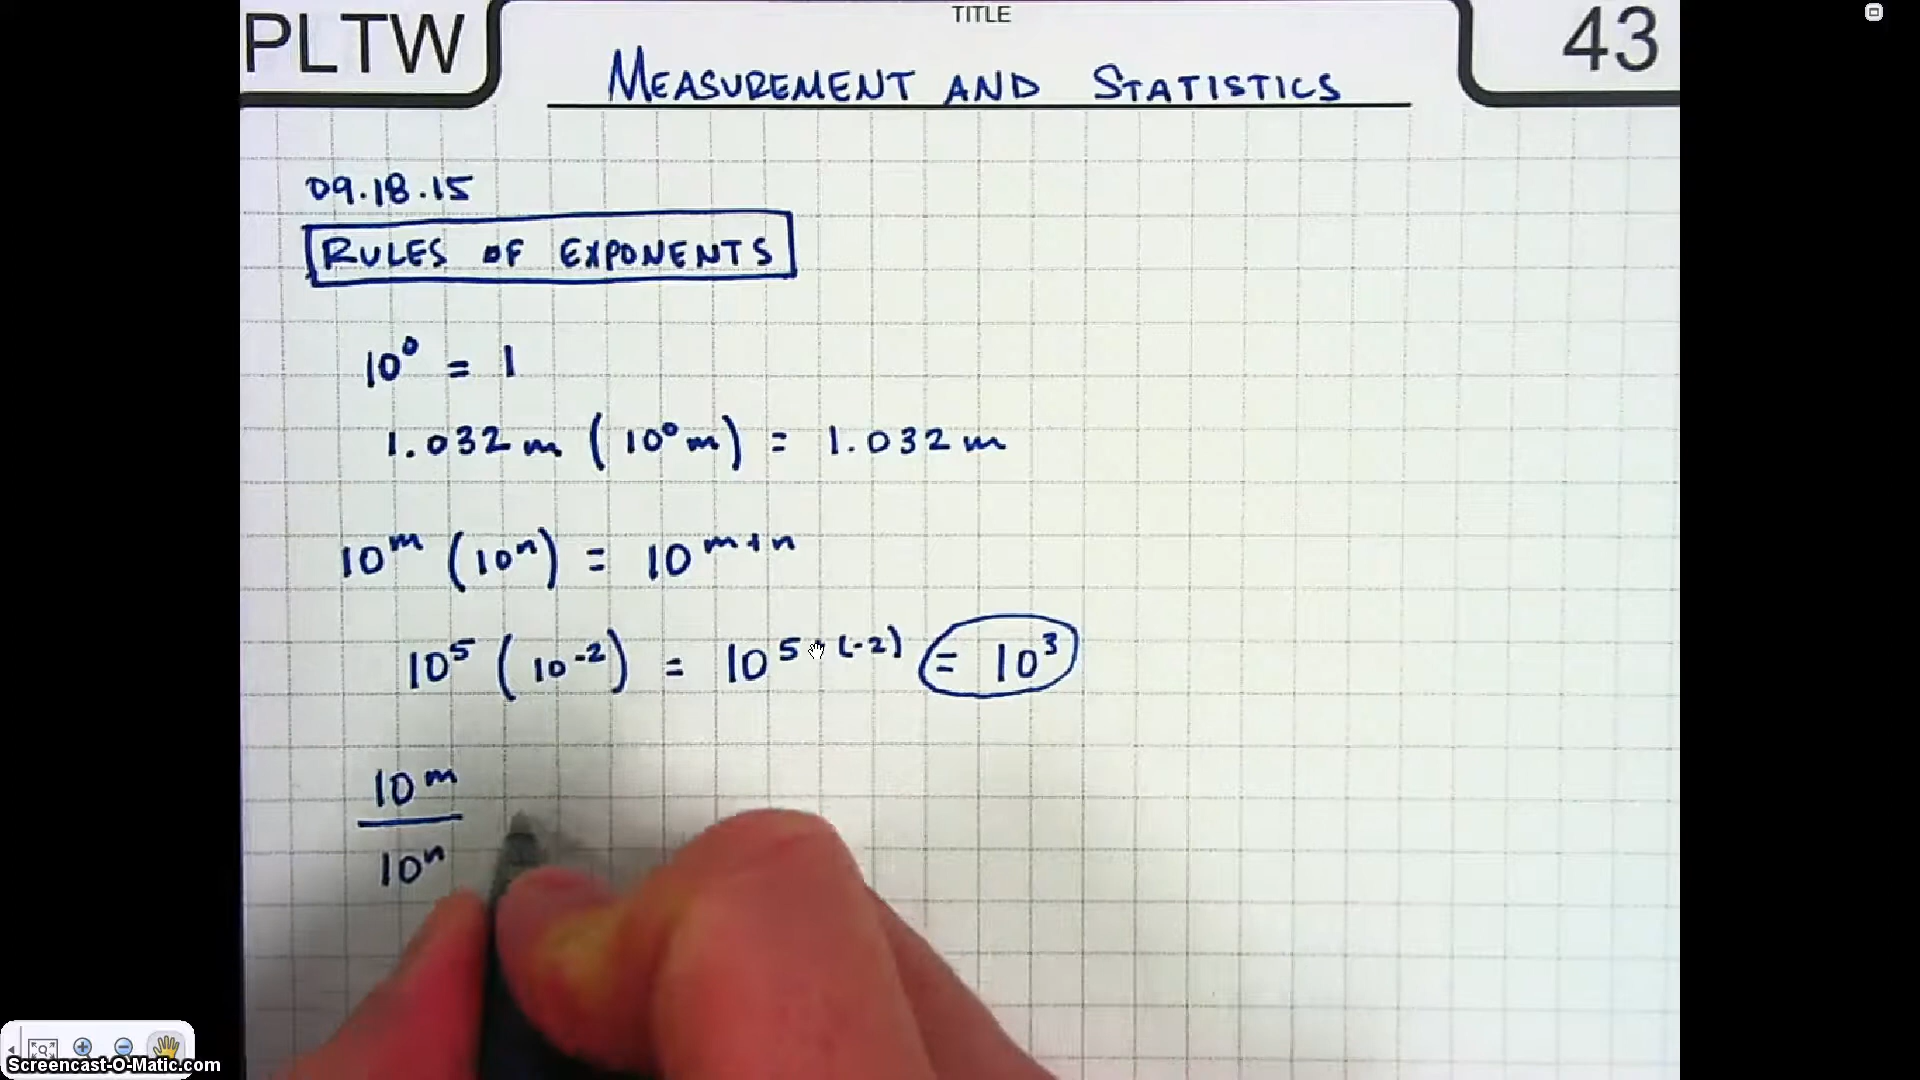 PLTW
TITLE
43
MEASUREMENT AND STATISTICS
09.18.15
RULES OF EXPONENTS
10⁰ = 1
1.032 m (10⁰ m) = 1.032 m
10ᵐ (10ⁿ) = 10ᵐ⁺ⁿ
10⁵ (10⁻²) = 10⁵⁺⁽⁻²⁾ = 10³
10ᵐ
10ⁿ
Screencast-O-Matic.com